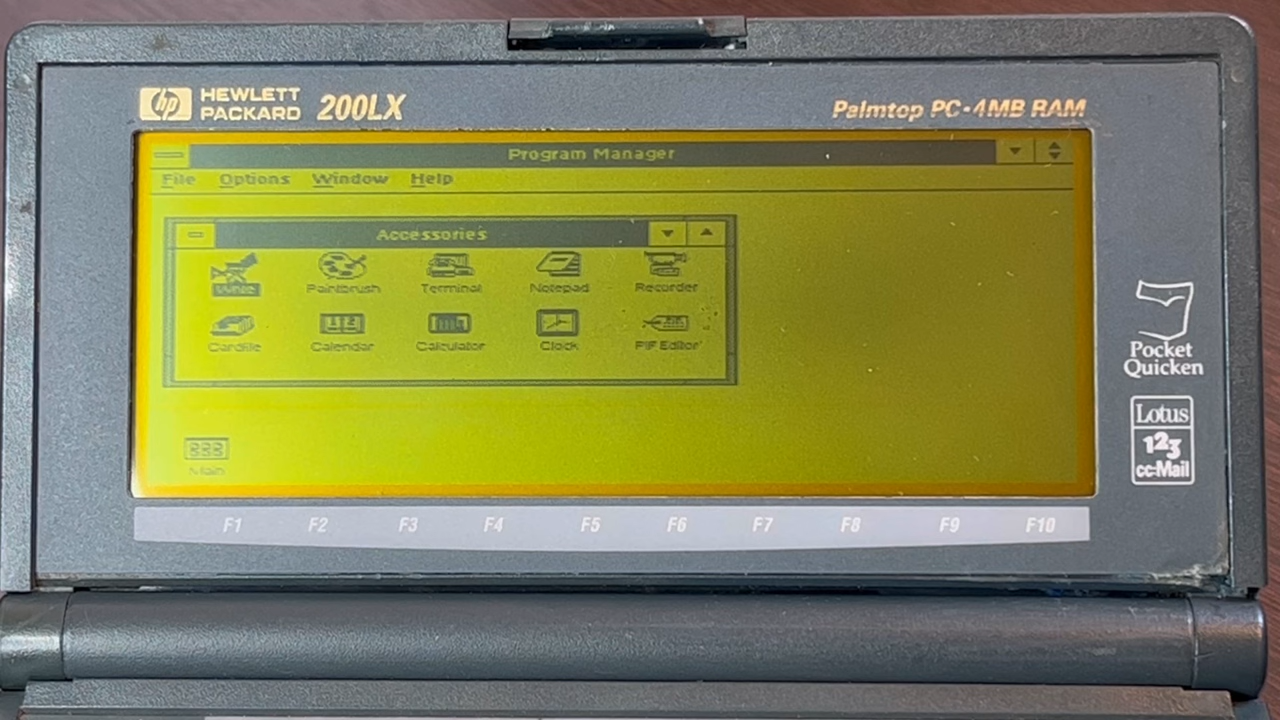 hp HEWLETT PACKARD 200LX
Palmtop PC-4MB RAM
Program Manager
File Options Window Help
Accessories
Write Paintbrush Terminal Notepad Recorder
Cardfile Calendar Calculator Clock PIF Editor
Main
F1 F2 F3 F4 F5 F6 F7 F8 F9 F10
Pocket
Quicken
Lotus
123
cc:Mail